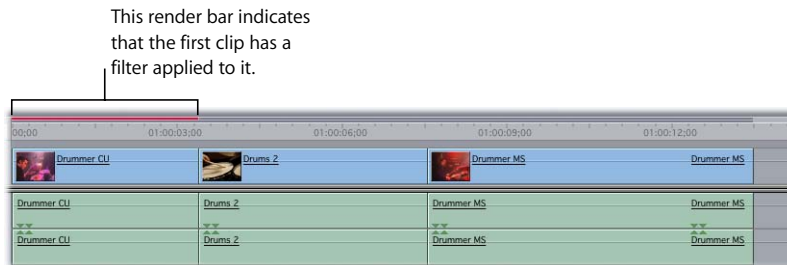 This render bar indicates
that the first clip has a
filter applied to it.
00;00 01:00:03;00 01:00:06;00 01:00:09;00 01:00:12;00
Drummer CU Drums 2 Drummer MS Drummer MS
Drummer CU Drums 2 Drummer MS Drummer MS
Drummer CU Drums 2 Drummer MS Drummer MS